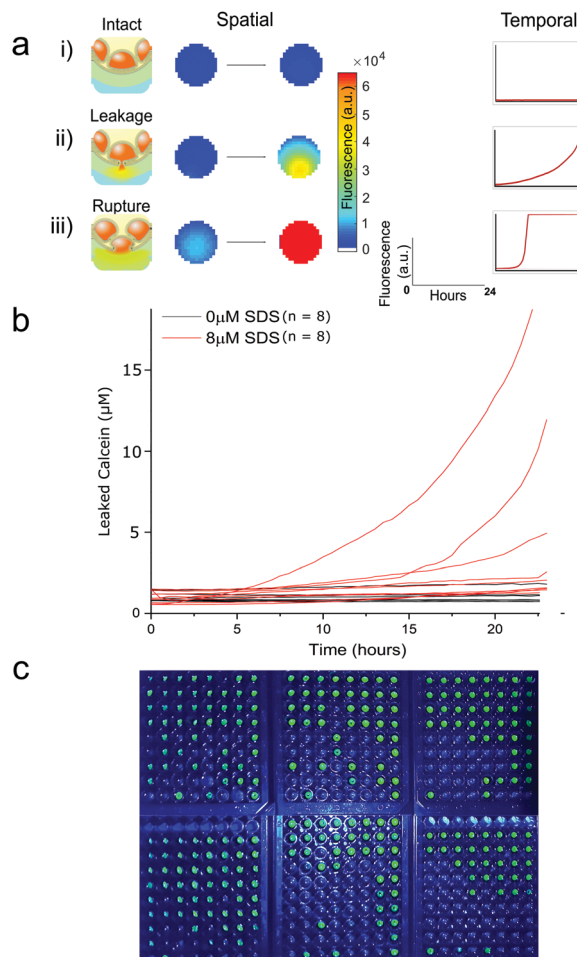 a
Intact
Spatial
Temporal
i)
×10⁴
Leakage
ii)
Rupture
iii)
6
5
4
3
2
1
0
Fluorescence (a.u.)
Fluorescence
(a.u.)
0
Hours
24
b
0µM SDS (n = 8)
8µM SDS (n = 8)
15
10
5
0
Leaked Calcein (µM)
0
5
10
15
20
Time (hours)
c